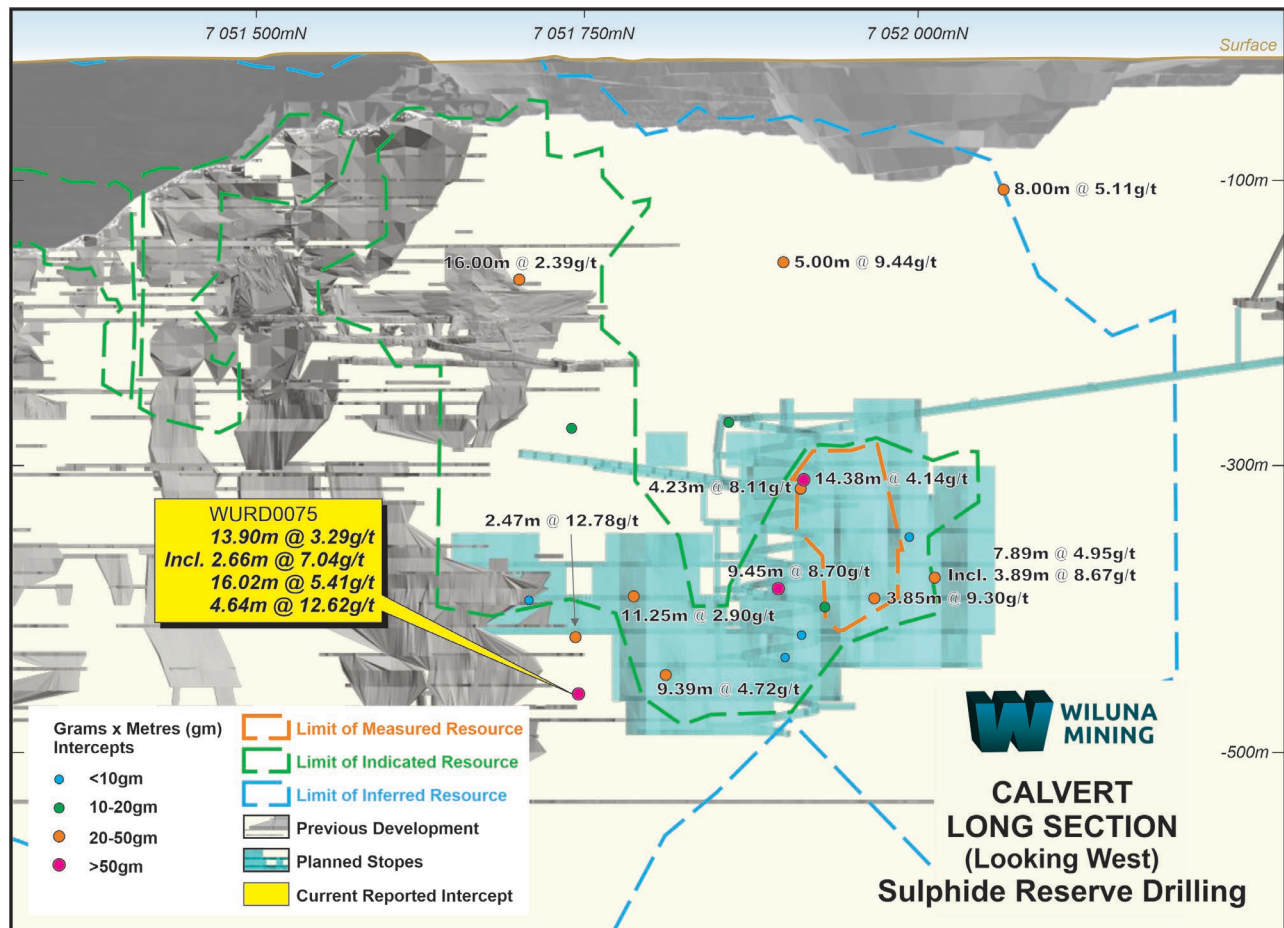 7 051 500mN
7 051 750mN
7 052 000mN
Surface
-100m
8.00m @ 5.11g/t
16.00m @ 2.39g/t
5.00m @ 9.44g/t
-300m
4.23m @ 8.11g/t
14.38m @ 4.14g/t
2.47m @ 12.78g/t
WURD0075
13.90m @ 3.29g/t
Incl. 2.66m @ 7.04g/t
16.02m @ 5.41g/t
4.64m @ 12.62g/t
7.89m @ 4.95g/t
Incl. 3.89m @ 8.67g/t
9.45m @ 8.70g/t
3.85m @ 9.30g/t
11.25m @ 2.90g/t
9.39m @ 4.72g/t
-500m
Grams x Metres (gm)
Intercepts
<10gm
10-20gm
20-50gm
>50gm
Limit of Measured Resource
Limit of Indicated Resource
Limit of Inferred Resource
Previous Development
Planned Stopes
Current Reported Intercept
W
WILUNA
MINING
CALVERT
LONG SECTION
(Looking West)
Sulphide Reserve Drilling